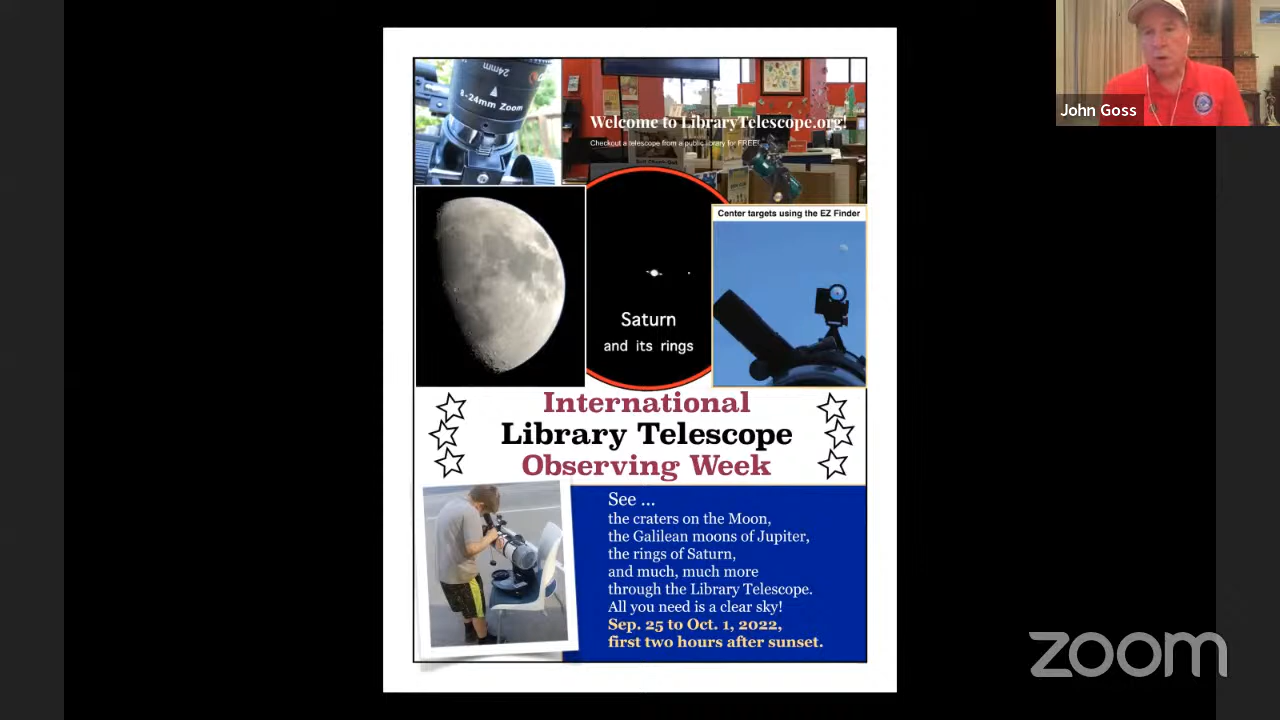 24mm
8-24mm Zoom
Welcome to LibraryTelescope.org!
Checkout a telescope from a public library for FREE!
Self Check-Out
Center targets using the EZ Finder
Saturn
and its rings
International
Library Telescope
Observing Week
See ...
the craters on the Moon,
the Galilean moons of Jupiter,
the rings of Saturn,
and much, much more
through the Library Telescope.
All you need is a clear sky!
Sep. 25 to Oct. 1, 2022,
first two hours after sunset.
John Goss
zoom